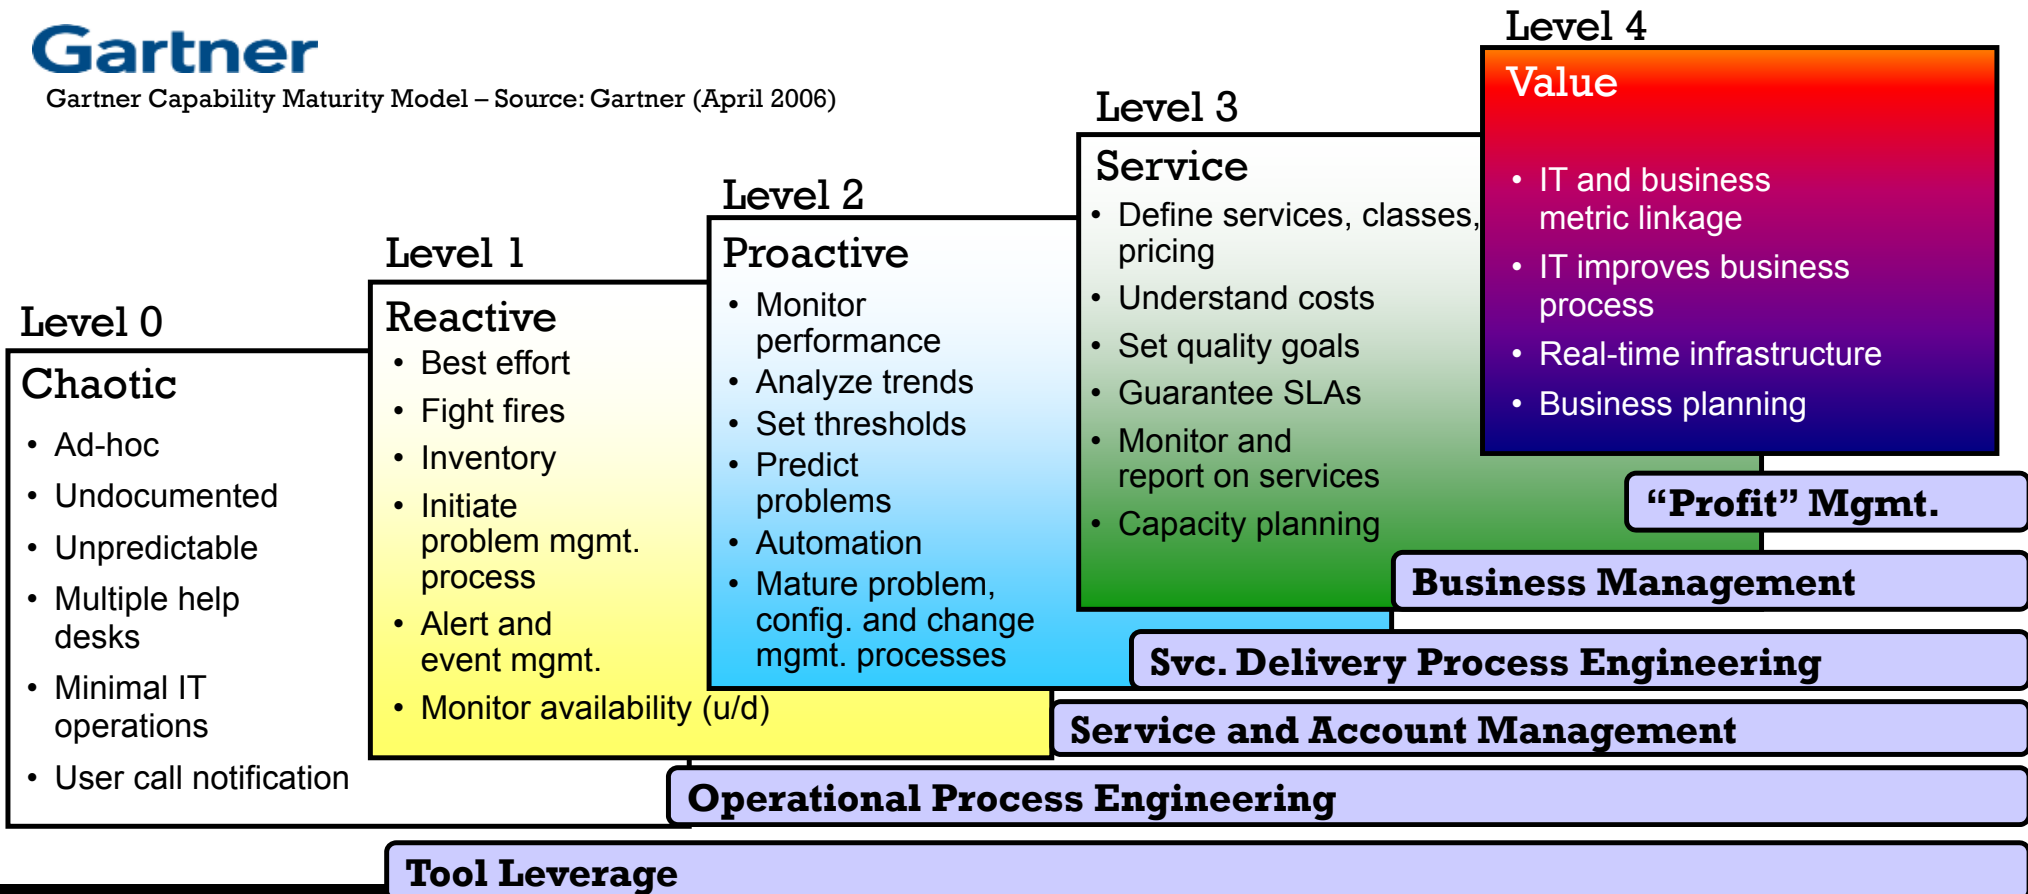 Gartner
Gartner Capability Maturity Model – Source: Gartner (April 2006)
Level 0
Chaotic
• Ad-hoc
• Undocumented
• Unpredictable
• Multiple help
desks
• Minimal IT
operations
• User call notification
Level 1
Reactive
• Best effort
• Fight fires
• Inventory
• Initiate
problem mgmt.
process
• Alert and
event mgmt.
• Monitor availability (u/d)
Level 2
Proactive
• Monitor
performance
• Analyze trends
• Set thresholds
• Predict
problems
• Automation
• Mature problem,
config. and change
mgmt. processes
Level 3
Service
• Define services, classes,
pricing
• Understand costs
• Set quality goals
• Guarantee SLAs
• Monitor and
report on services
• Capacity planning
Level 4
Value
• IT and business
metric linkage
• IT improves business
process
• Real-time infrastructure
• Business planning
“Profit” Mgmt.
Business Management
Svc. Delivery Process Engineering
Service and Account Management
Operational Process Engineering
Tool Leverage